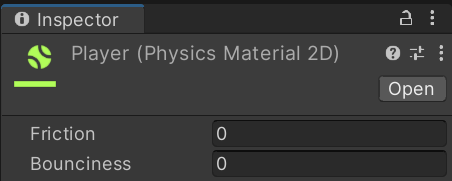 Inspector
Player (Physics Material 2D)
Open
Friction 0
Bounciness 0